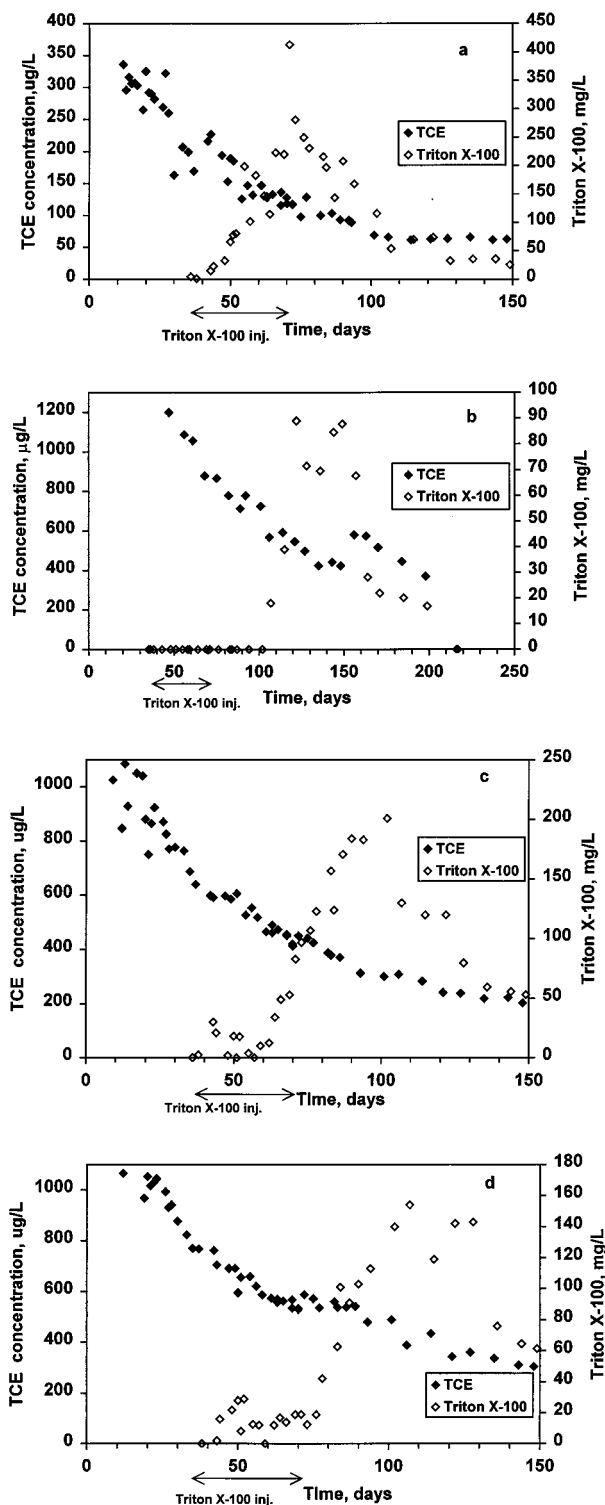 a
TCE concentration,ug/L
400
350
300
250
200
150
100
50
0
0
50
100
150
450
400
350
300
250
200
150
100
50
0
Triton X-100, mg/L
TCE
Triton X-100
Time, days
Triton X-100 inj.
b
TCE concentration, µg/L
1200
1000
800
600
400
200
0
0
50
100
150
200
250
100
90
80
70
60
50
40
30
20
10
0
Triton X-100, mg/L
TCE
Triton X-100
Time, days
Triton X-100 inj.
c
TCE concentration, ug/L
1000
800
600
400
200
0
0
50
100
150
250
200
150
100
50
0
Triton X-100, mg/L
TCE
Triton X-100
Time, days
Triton X-100 inj.
d
TCE concentration, ug/L
1000
800
600
400
200
0
0
50
100
150
180
160
140
120
100
80
60
40
20
0
Triton X-100, mg/L
TCE
Triton X-100
Time, days
Triton X-100 inj.